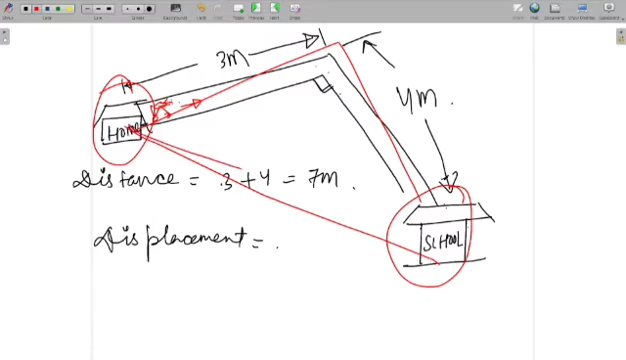 3m
4m.
HOME
Distance = 3 + 4 = 7m.
SCHOOL
Displacement =